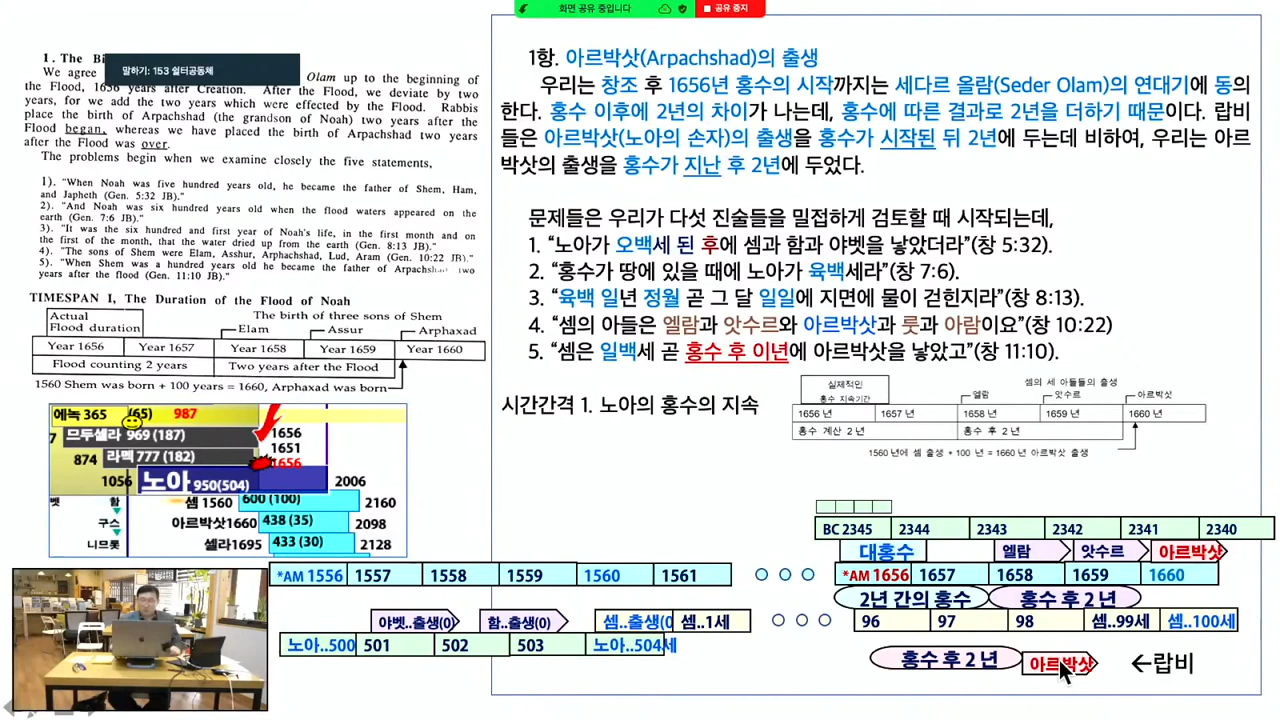 화면 공유 중입니다
공유 중지
1. The Bi
We agree
말하기: 153 쉴터공동체
Olam up to the beginning of
the Flood, 1656 years after Creation. After the Flood, we deviate by two
years, for we add the two years which were effected by the Flood. Rabbis
place the birth of Arpachshad (the grandson of Noah) two years after the
Flood began, whereas we have placed the birth of Arpachshad two years
after the Flood was over.
The problems begin when we examine closely the five statements,
1). "When Noah was five hundred years old, he became the father of Shem, Ham,
and Japheth (Gen. 5:32 JB)."
2). "And Noah was six hundred years old when the flood waters appeared on the
earth (Gen. 7:6 JB)."
3). "It was the six hundred and first year of Noah's life, in the first month and on
the first of the month, that the water dried up from the earth (Gen. 8:13 JB)."
4). "The sons of Shem were Elam, Asshur, Arphachshad, Lud, Aram (Gen. 10:22 JB)."
5). "When Shem was a hundred years old he became the father of Arpachshad two
years after the flood (Gen. 11:10 JB)."
TIMESPAN I, The Duration of the Flood of Noah
Actual
Flood duration
The birth of three sons of Shem
Elam Assur Arphaxad
Year 1656 Year 1657 Year 1658 Year 1659 Year 1660
Flood counting 2 years Two years after the Flood
1560 Shem was born + 100 years = 1660, Arphaxad was born
에녹 365 (65) 987
7 므두셀라 969 (187) 1656
874 라멕 777 (182) 1651
1656
1056 노아 950(504) 2006
벳 함 셈 1560 600 (100) 2160
구스 아르박삿1660 438 (35) 2098
니므롯 셀라1695 433 (30) 2128
1항. 아르박삿(Arpachshad)의 출생
우리는 창조 후 1656년 홍수의 시작까지는 세다르 올람(Seder Olam)의 연대기에 동의
한다. 홍수 이후에 2년의 차이가 나는데, 홍수에 따른 결과로 2년을 더하기 때문이다. 랍비
들은 아르박삿(노아의 손자)의 출생을 홍수가 시작된 뒤 2년에 두는데 비하여, 우리는 아르
박삿의 출생을 홍수가 지난 후 2년에 두었다.
문제들은 우리가 다섯 진술들을 밀접하게 검토할 때 시작되는데,
1. “노아가 오백세 된 후에 셈과 함과 야벳을 낳았더라”(창 5:32).
2. “홍수가 땅에 있을 때에 노아가 육백세라”(창 7:6).
3. “육백 일년 정월 곧 그 달 일일에 지면에 물이 걷힌지라”(창 8:13).
4. “셈의 아들은 엘람과 앗수르와 아르박삿과 룻과 아람이요”(창 10:22)
5. “셈은 일백세 곧 홍수 후 이년에 아르박삿을 낳았고”(창 11:10).
시간간격 1. 노아의 홍수의 지속
실제적인
홍수 지속기간
셈의 세 아들들의 출생
엘람 앗수르 아르박삿
1656 년 1657 년 1658 년 1659 년 1660 년
홍수 계산 2 년 홍수 후 2 년
1560 년에 셈 출생 + 100 년 = 1660 년 아르박삿 출생
BC 2345 2344 2343 2342 2341 2340
대홍수 엘람 앗수르 아르박삿
*AM 1556 1557 1558 1559 1560 1561
*AM 1656 1657 1658 1659 1660
2년 간의 홍수 홍수 후 2 년
야벳..출생(0) 함..출생(0) 셈..출생(0 셈..1세
96 97 98 셈..99세 셈..100세
노아..500 501 502 503 노아..504세
홍수 후 2 년 아르박삿 ←랍비